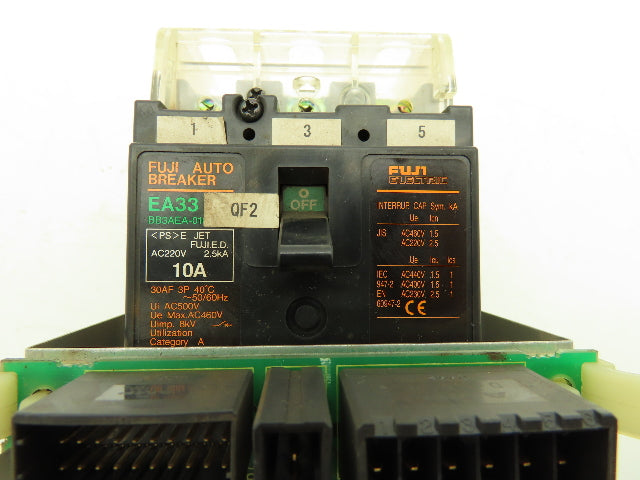 1
3
5
FUJI AUTO
BREAKER
EA33
BB3AEA-01
QF2
<PS>E JET
FUJI.E.D.
AC220V 2.5kA
10A
30AF 3P 40°C
~50/60Hz
Ui AC500V
Ue Max.AC460V
Uimp. 6kV
Utilization
Category A
O
OFF
FUJI
ELECTRIC
INTERRUP. CAP. Sym. kA
Ue Icn
JIS AC460V 1.5
AC220V 2.5
Ue Icu Ics
IEC AC440V 1.5 1
947-2 AC400V 1.5 1
EN AC230V 2.5 1
60947-2 CE